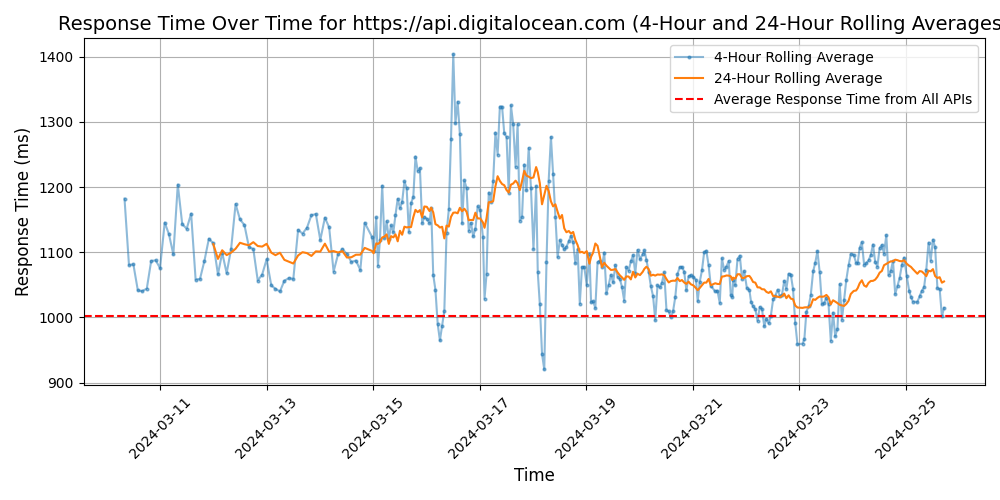 Response Time Over Time for https://api.digitalocean.com (4-Hour and 24-Hour Rolling Averages
4-Hour Rolling Average
24-Hour Rolling Average
Average Response Time from All APIs
Response Time (ms)
1400
1300
1200
1100
1000
900
2024-03-11
2024-03-13
2024-03-15
2024-03-17
2024-03-19
2024-03-21
2024-03-23
2024-03-25
Time